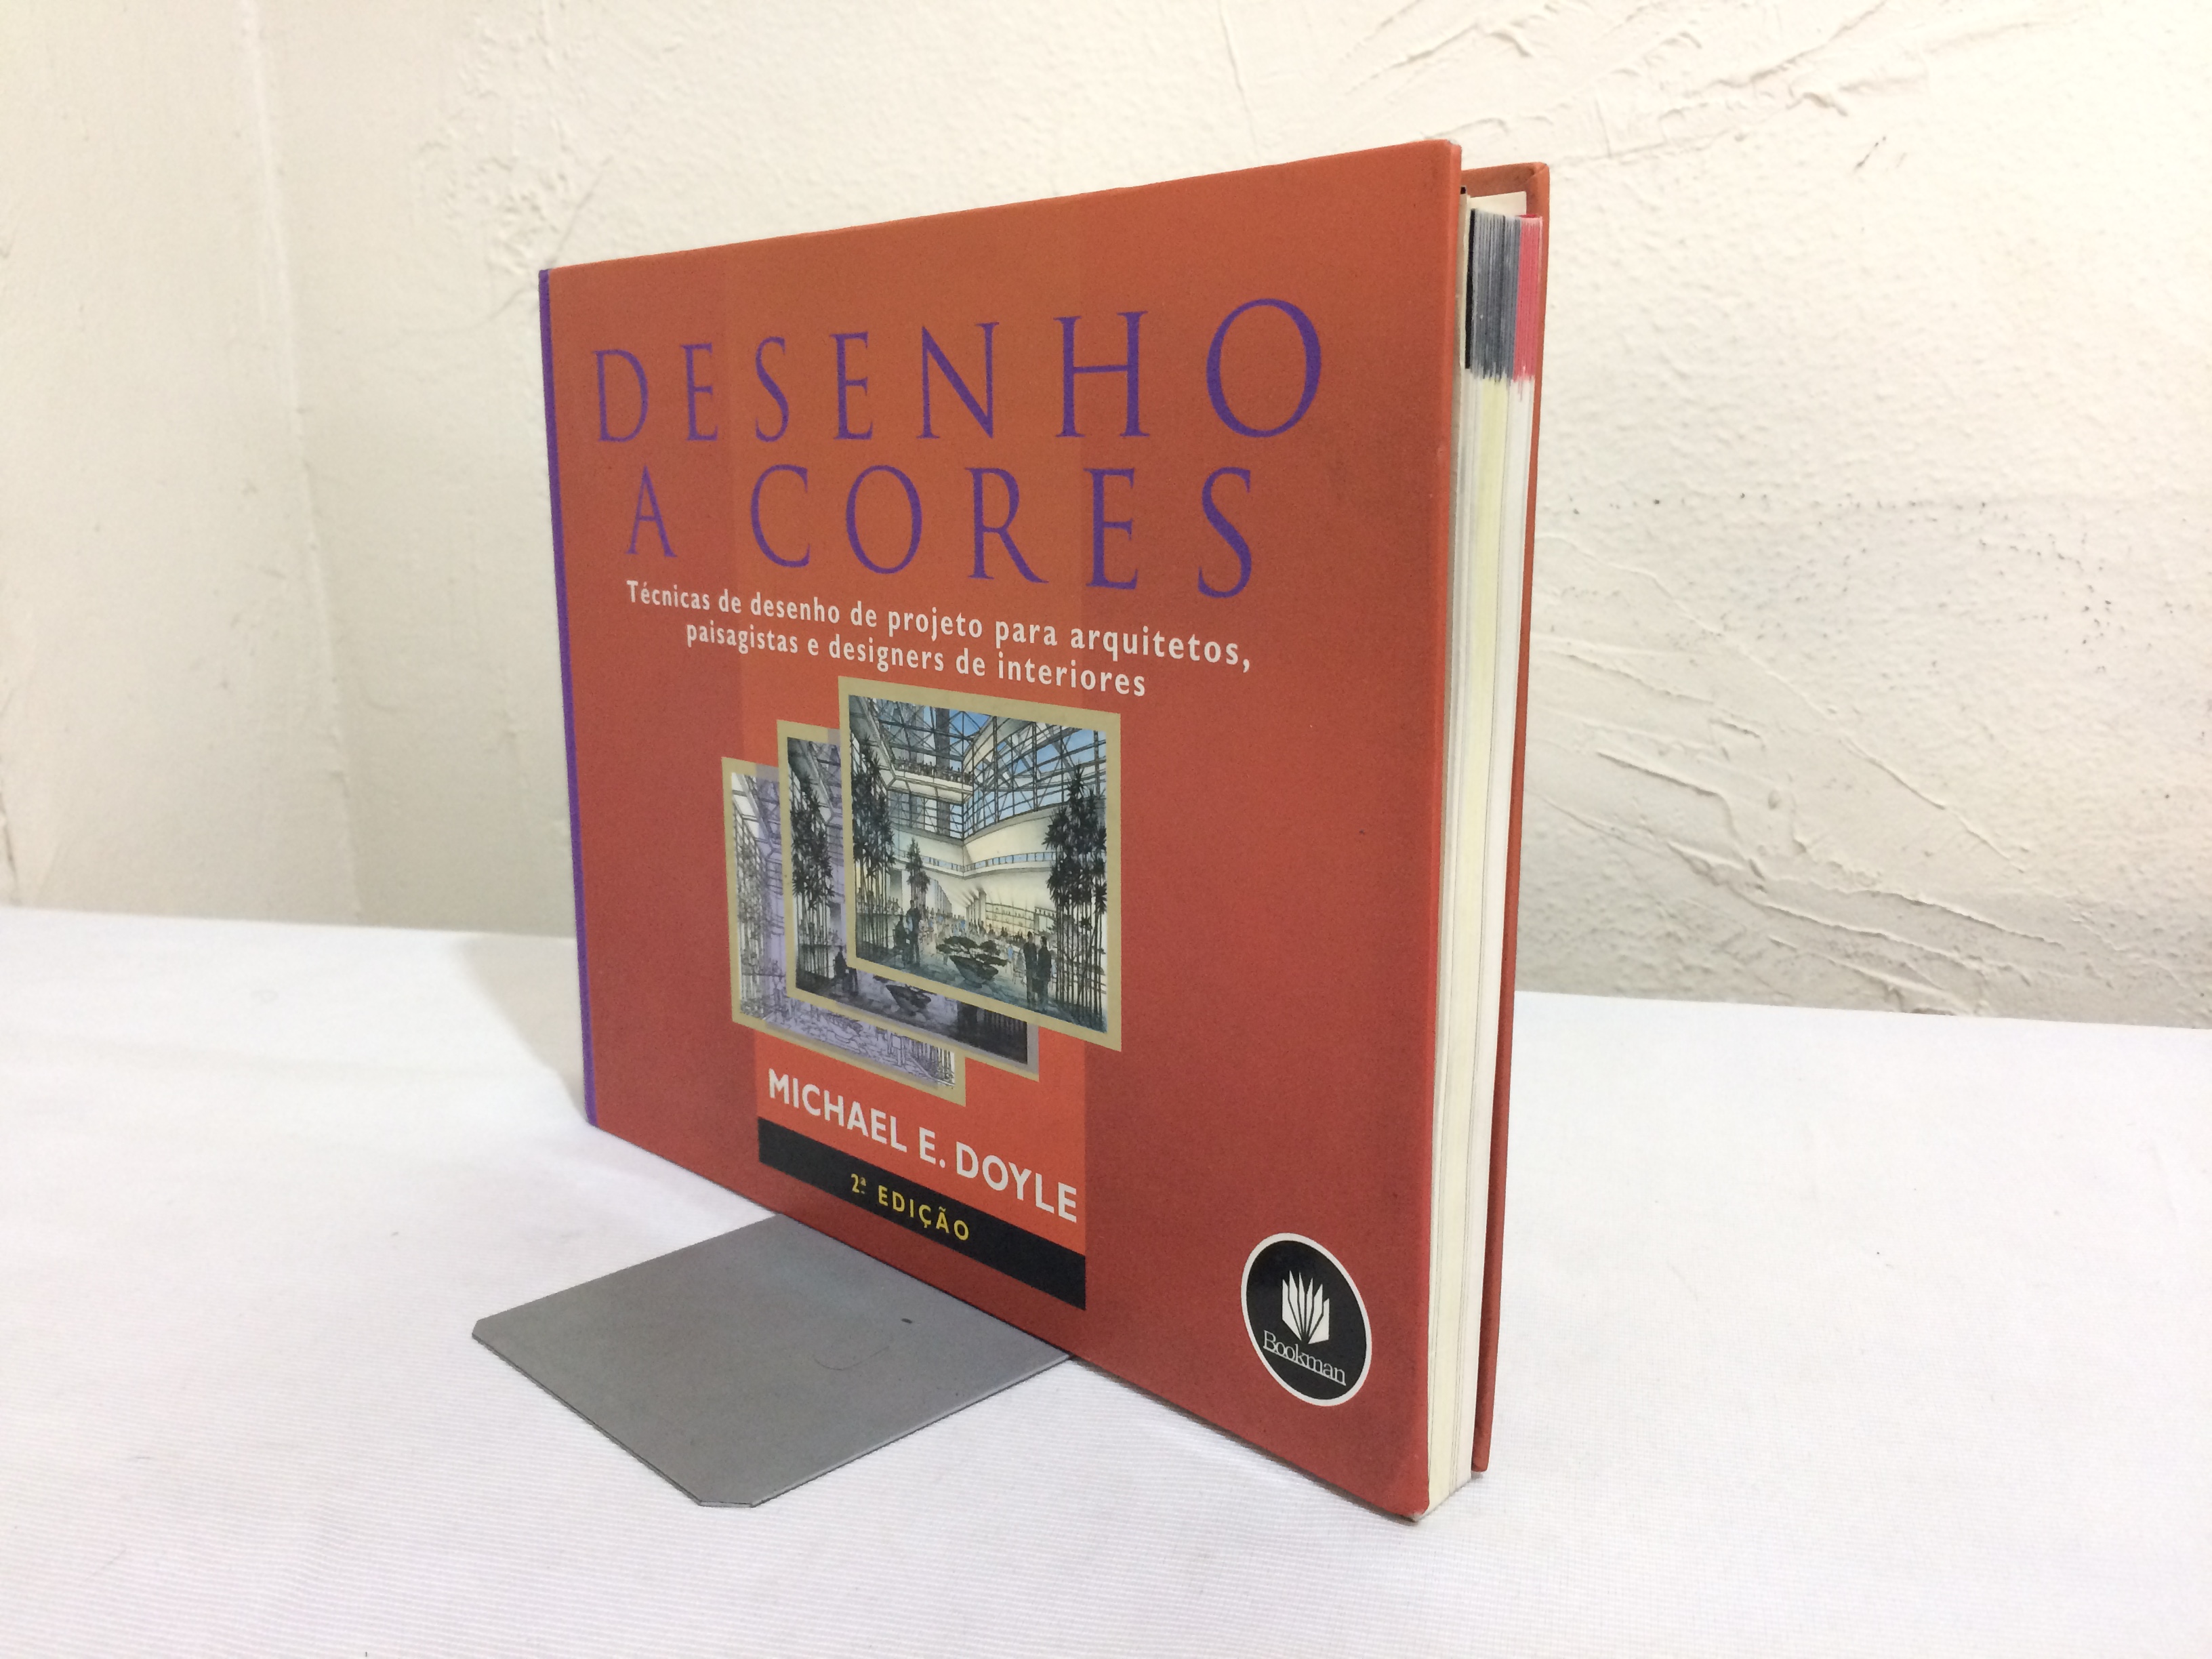 DESENHO
A CORES
Técnicas de desenho de projeto para arquitetos,
paisagistas e designers de interiores
MICHAEL E. DOYLE
2ª EDIÇÃO
Bookman